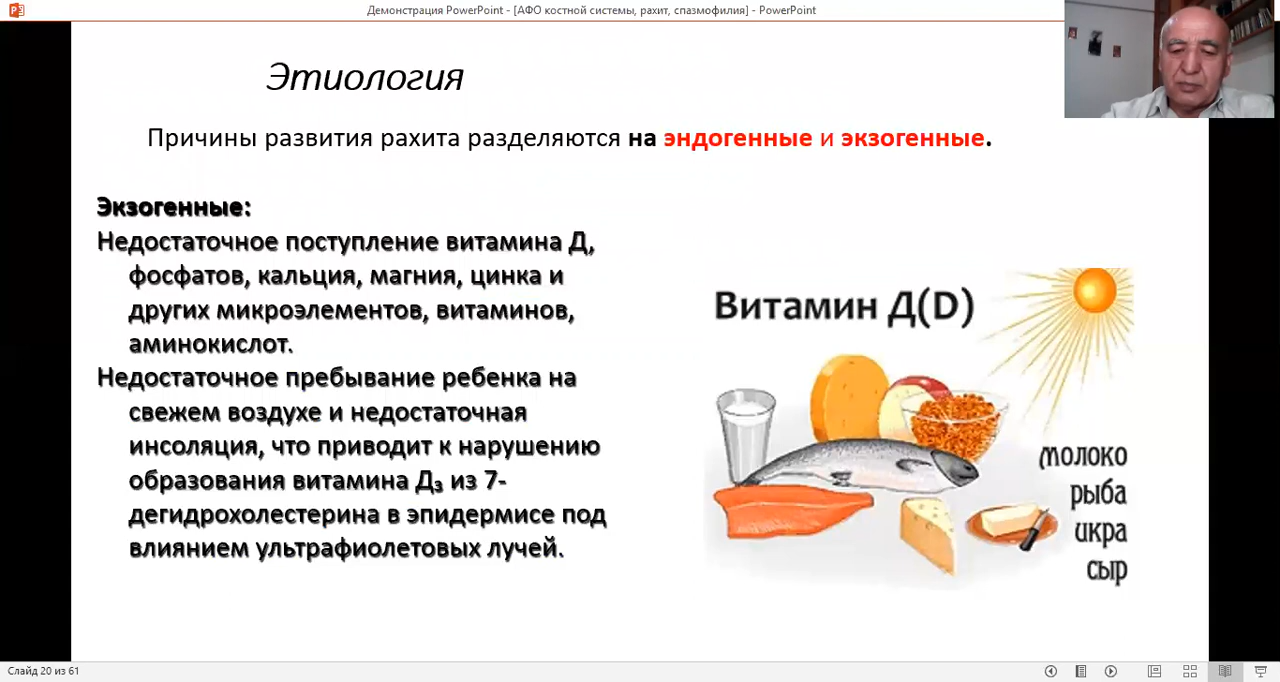 Демонстрация PowerPoint - [АФО костной системы, рахит, спазмофилия] - PowerPoint
Этиология
Причины развития рахита разделяются на эндогенные и экзогенные.
Экзогенные:
Недостаточное поступление витамина Д,
фосфатов, кальция, магния, цинка и
других микроэлементов, витаминов,
аминокислот.
Недостаточное пребывание ребенка на
свежем воздухе и недостаточная
инсоляция, что приводит к нарушению
образования витамина Д₃ из 7-
дегидрохолестерина в эпидермисе под
влиянием ультрафиолетовых лучей.
Витамин Д(D)
молоко
рыба
икра
сыр
Слайд 20 из 61